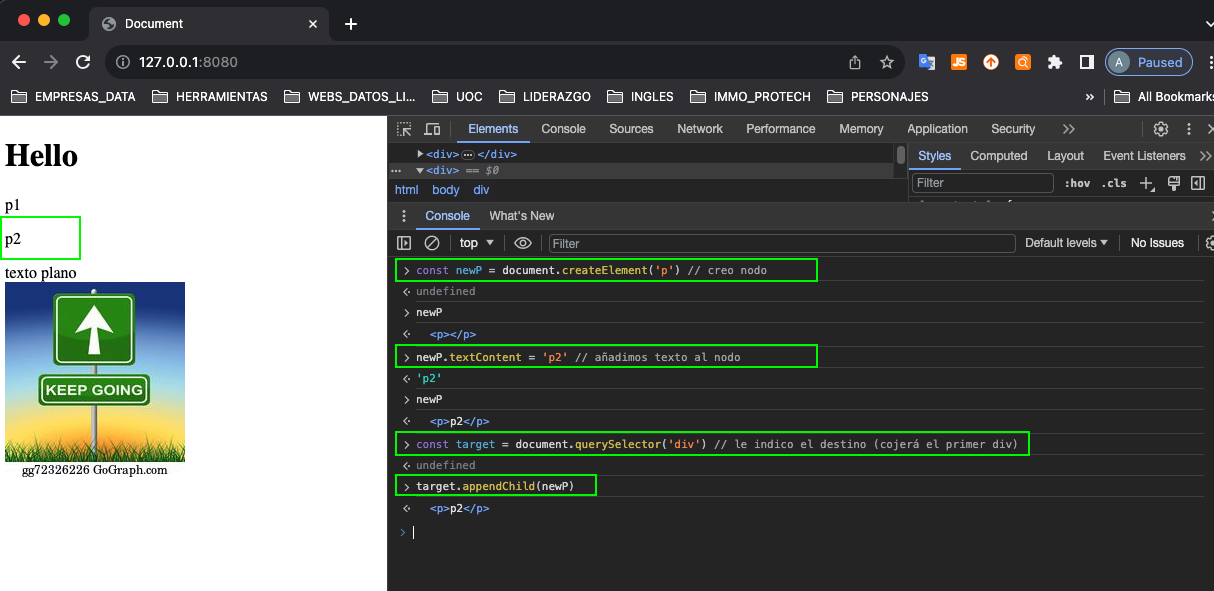 Document
127.0.0.1:8080
A Paused
EMPRESAS_DATA HERRAMIENTAS WEBS_DATOS_LI... UOC LIDERAZGO INGLES IMMO_PROTECH PERSONAJES » All Bookmarks
Hello
p1
p2
texto plano
KEEP GOING
gg72326226 GoGraph.com
Elements Console Sources Network Performance Memory Application Security
<div> … </div>
<div> == $0
html body div
Styles Computed Layout Event Listeners
Filter :hov .cls
Console What's New
top Filter Default levels No Issues
const newP = document.createElement('p') // creo nodo
undefined
newP
<p></p>
newP.textContent = 'p2' // añadimos texto al nodo
'p2'
newP
<p>p2</p>
const target = document.querySelector('div') // le indico el destino (cojerá el primer div)
undefined
target.appendChild(newP)
<p>p2</p>